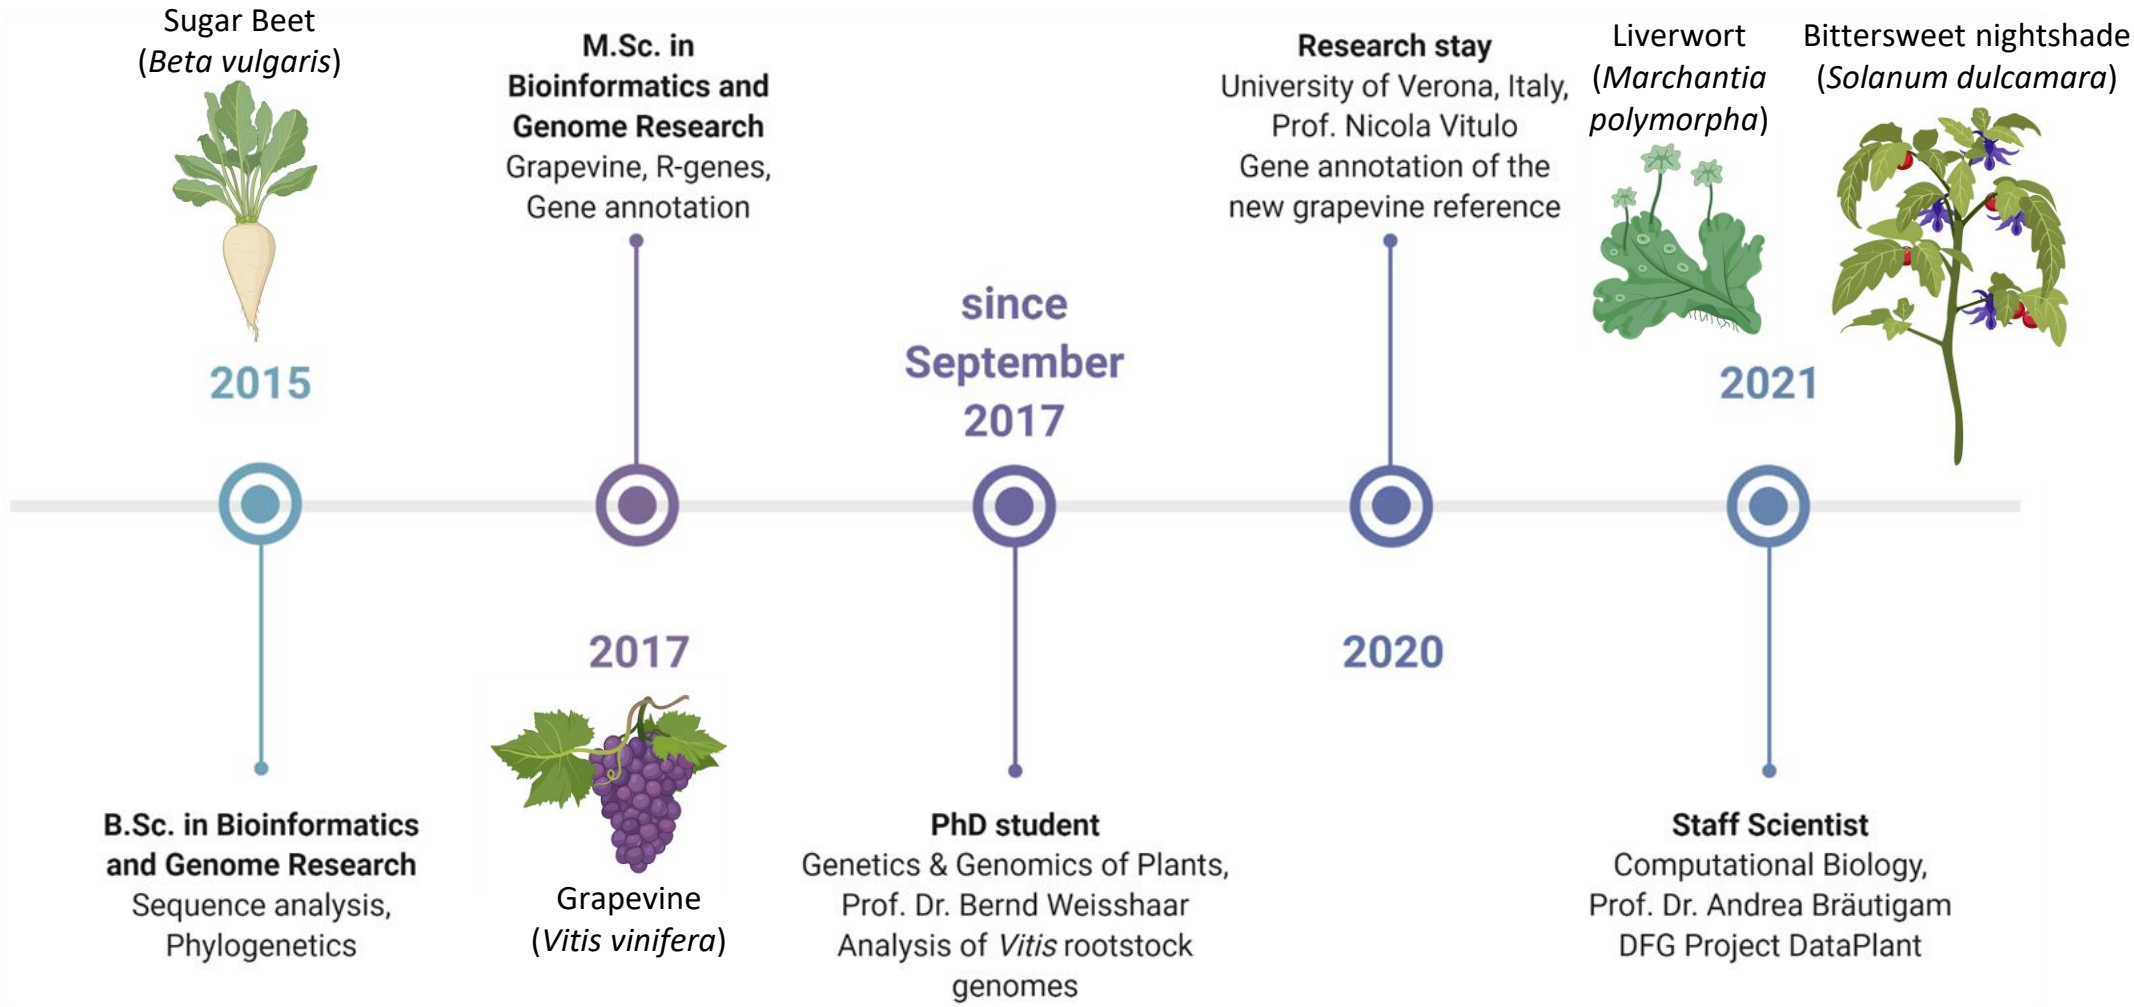 Sugar Beet
(Beta vulgaris)
2015
B.Sc. in Bioinformatics
and Genome Research
Sequence analysis,
Phylogenetics
M.Sc. in
Bioinformatics and
Genome Research
Grapevine, R-genes,
Gene annotation
2017
Grapevine
(Vitis vinifera)
since
September
2017
PhD student
Genetics & Genomics of Plants,
Prof. Dr. Bernd Weisshaar
Analysis of Vitis rootstock
genomes
Research stay
University of Verona, Italy,
Prof. Nicola Vitulo
Gene annotation of the
new grapevine reference
2020
Liverwort
(Marchantia
polymorpha)
Bittersweet nightshade
(Solanum dulcamara)
2021
Staff Scientist
Computational Biology,
Prof. Dr. Andrea Bräutigam
DFG Project DataPlant